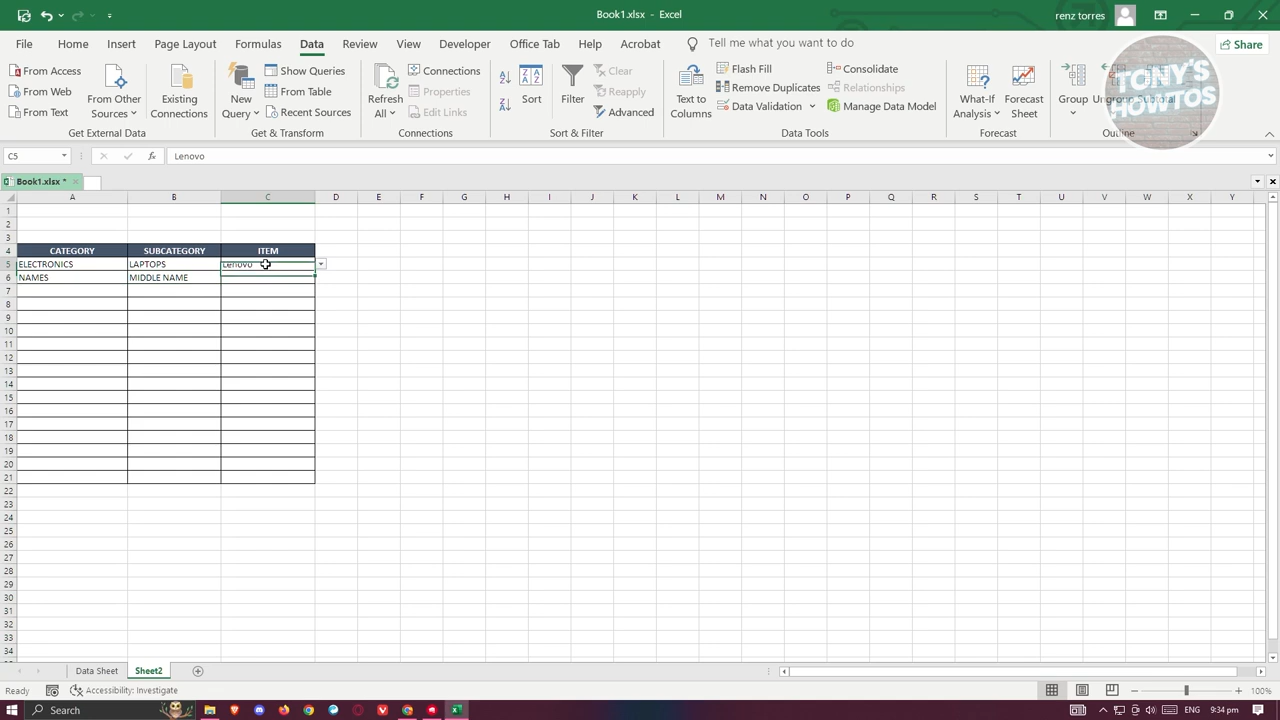 Book1.xlsx - Excel
renz torres
File Home Insert Page Layout Formulas Data Review View Developer Office Tab Help Acrobat Tell me what you want to do
Share
From Access
From Web
From Text
From Other Sources
Existing Connections
Get External Data
New Query
Show Queries
From Table
Recent Sources
Get & Transform
Refresh All
Connections
Properties
Edit Links
Connections
Sort
Filter
Clear
Reapply
Advanced
Sort & Filter
Text to Columns
Flash Fill
Remove Duplicates
Data Validation
Consolidate
Relationships
Manage Data Model
Data Tools
What-If Analysis
Forecast Sheet
Forecast
Group
Ungroup
Subtotal
Outline
TONY'S
HOWTOS
C5 fx Lenovo
Book1.xlsx *
A B C D E F G H I J K L M N O P Q R S T U V W X Y
1
2
3
4 CATEGORY SUBCATEGORY ITEM
5 ELECTRONICS LAPTOPS Lenovo
6 NAMES MIDDLE NAME
7
8
9
10
11
12
13
14
15
16
17
18
19
20
21
22
23
24
25
26
27
28
29
30
31
32
33
34
Data Sheet Sheet2
Ready Accessibility: Investigate
100%
Search
ENG 9:34 pm